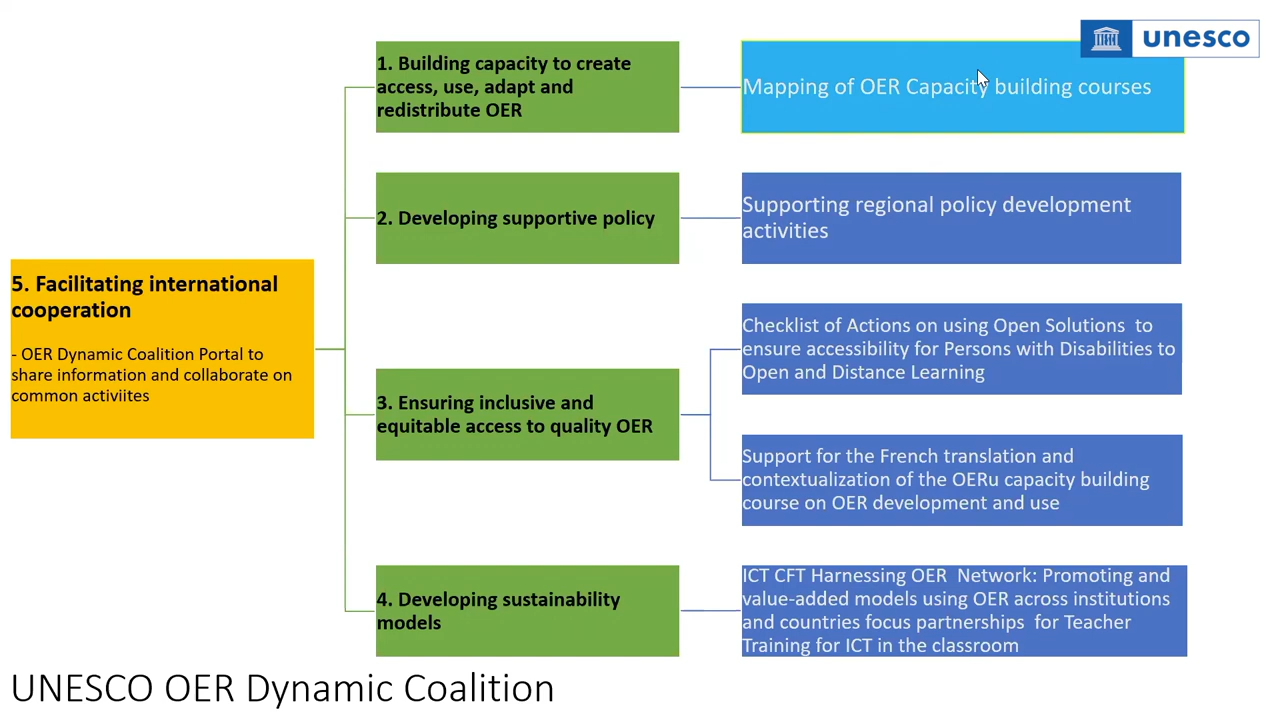 unesco
1. Building capacity to create
access, use, adapt and
redistribute OER
Mapping of OER Capacity building courses
2. Developing supportive policy
Supporting regional policy development
activities
5. Facilitating international
cooperation
- OER Dynamic Coalition Portal to
share information and collaborate on
common activiites
3. Ensuring inclusive and
equitable access to quality OER
Checklist of Actions on using Open Solutions to
ensure accessibility for Persons with Disabilities to
Open and Distance Learning
Support for the French translation and
contextualization of the OERu capacity building
course on OER development and use
4. Developing sustainability
models
ICT CFT Harnessing OER Network: Promoting and
value-added models using OER across institutions
and countries focus partnerships for Teacher
Training for ICT in the classroom
UNESCO OER Dynamic Coalition